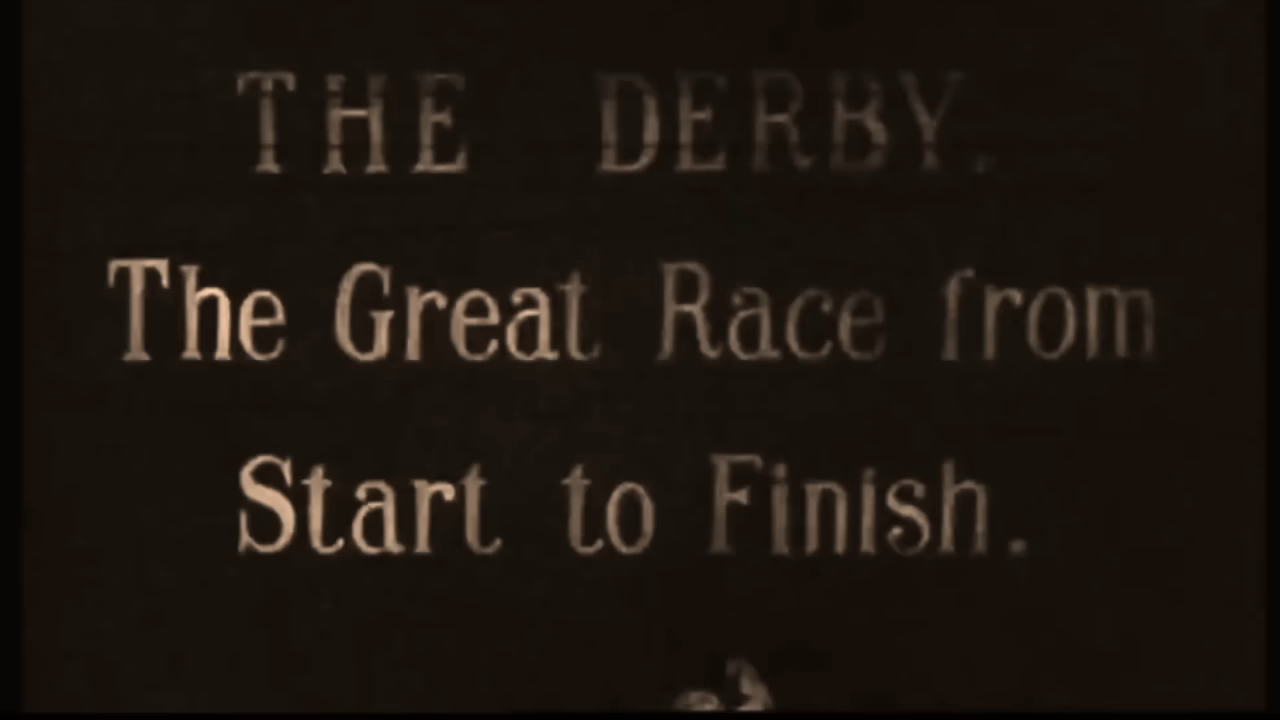 THE DERBY.
The Great Race from
Start to Finish.